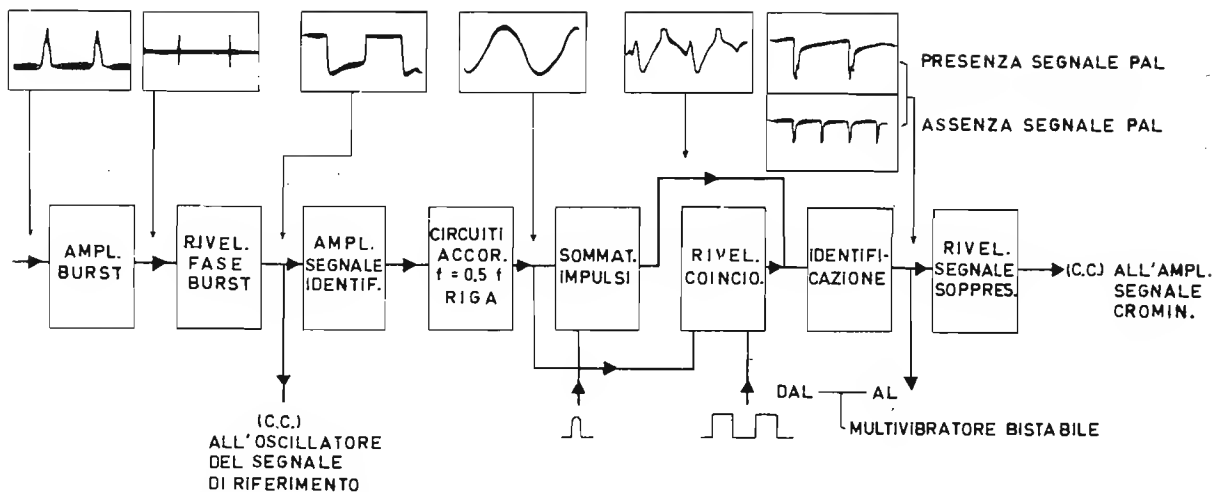 PRESENZA SEGNALE PAL
ASSENZA SEGNALE PAL
AMPL.
BURST
RIVEL.
FASE
BURST
AMPL.
SEGNALE
IDENTIF.
CIRCUITI
ACCOR.
f = 0,5 f
RIGA
SOMMAT.
IMPULSI
RIVEL.
COINCIO.
IDENTIFI-
CAZIONE
RIVEL.
SEGNALE
SOPPRES.
(C.C.) ALL'AMPL.
SEGNALE
CROMIN.
(C.C.)
ALL'OSCILLATORE
DEL SEGNALE
DI RIFERIMENTO
DAL AL
MULTIVIBRATORE BISTABILE